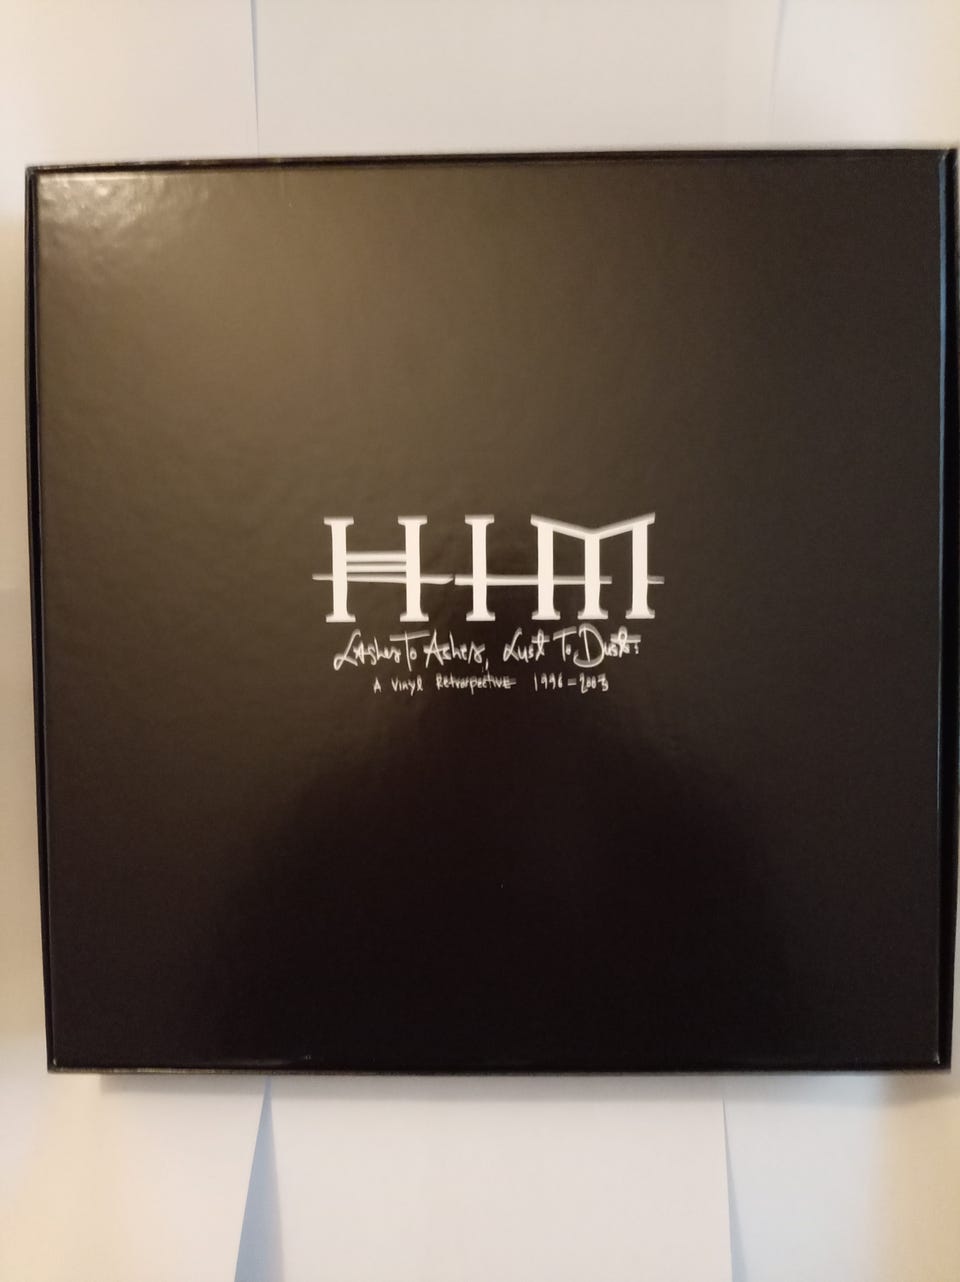 HIM
Lashes To Ashes, Lust To Dust:
A Vinyl Retrospective 1996-2003